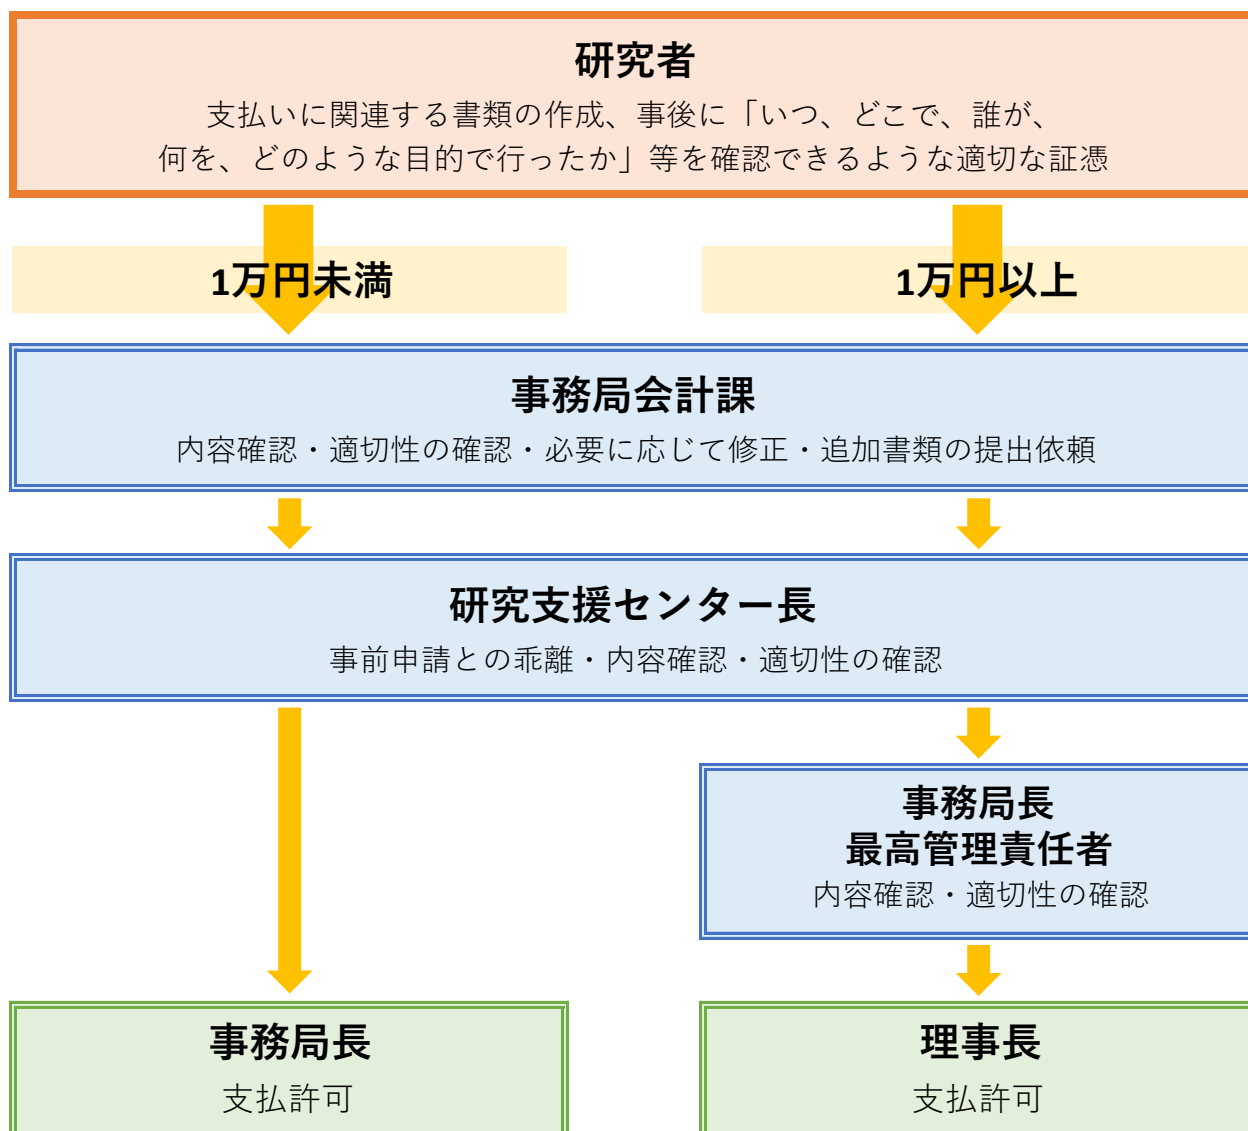 研究者
支払いに関連する書類の作成、事後に「いつ、どこで、誰が、
何を、どのような目的で行ったか」等を確認できるような適切な証憑
1万円未満
1万円以上
事務局会計課
内容確認・適切性の確認・必要に応じて修正・追加書類の提出依頼
研究支援センター長
事前申請との乖離・内容確認・適切性の確認
事務局長
最高管理責任者
内容確認・適切性の確認
事務局長
支払許可
理事長
支払許可